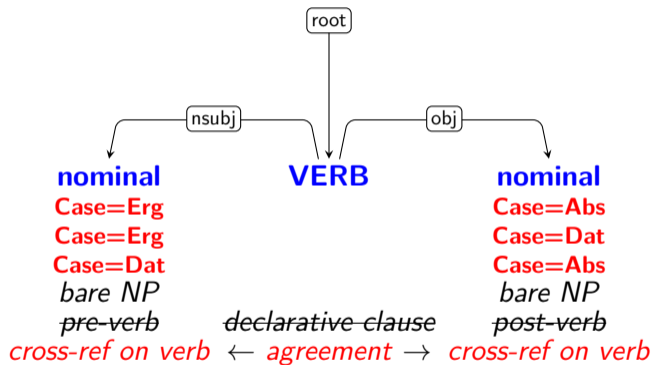 root
nsubj obj
nominal VERB nominal
Case=Erg Case=Abs
Case=Erg Case=Dat
Case=Dat Case=Abs
bare NP bare NP
pre-verb declarative clause post-verb
cross-ref on verb ← agreement → cross-ref on verb